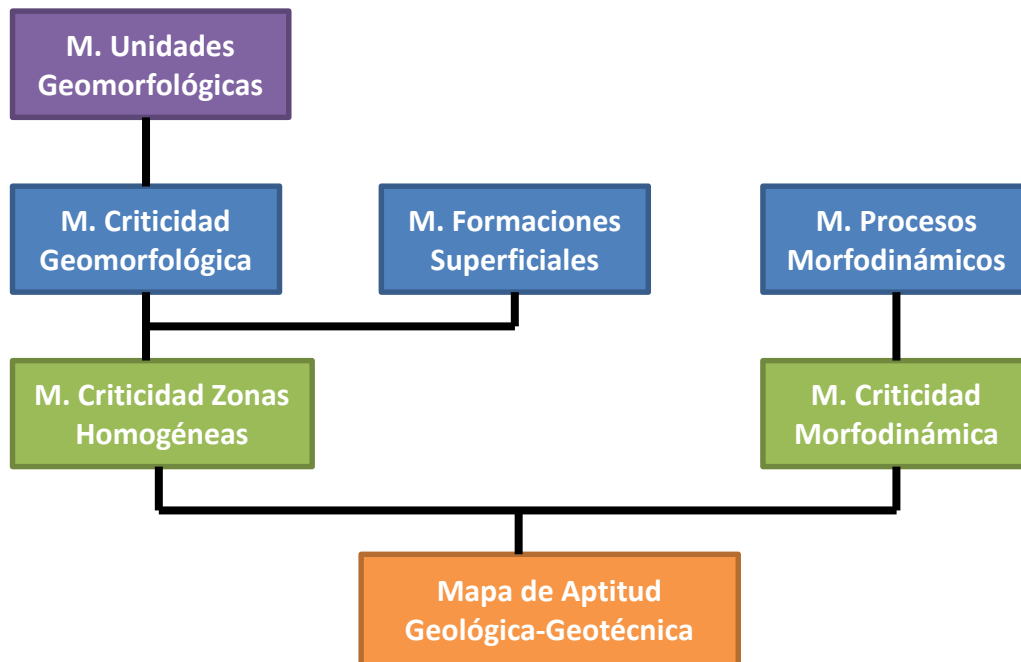 M. Unidades
Geomorfológicas
M. Criticidad
Geomorfológica
M. Formaciones
Superficiales
M. Procesos
Morfodinámicos
M. Criticidad Zonas
Homogéneas
M. Criticidad
Morfodinámica
Mapa de Aptitud
Geológica-Geotécnica